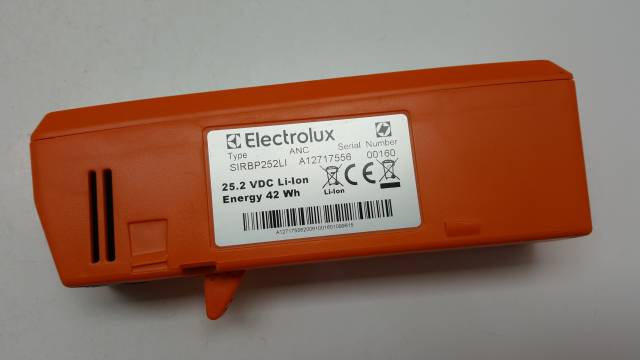 Electrolux
Type ANC Serial Number
SIRBP252LI A12717556 00160
25.2 VDC Li-Ion
Energy 42 Wh
Li-Ion